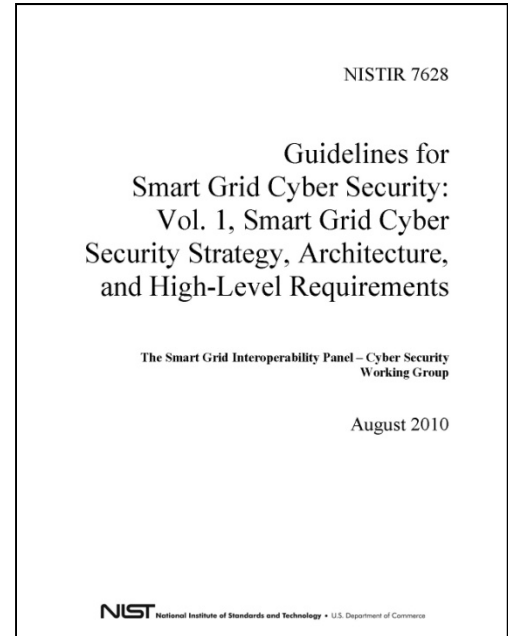 NISTIR 7628
Guidelines for
Smart Grid Cyber Security:
Vol. 1, Smart Grid Cyber
Security Strategy, Architecture,
and High-Level Requirements
The Smart Grid Interoperability Panel – Cyber Security
Working Group
August 2010
NIST National Institute of Standards and Technology • U.S. Department of Commerce